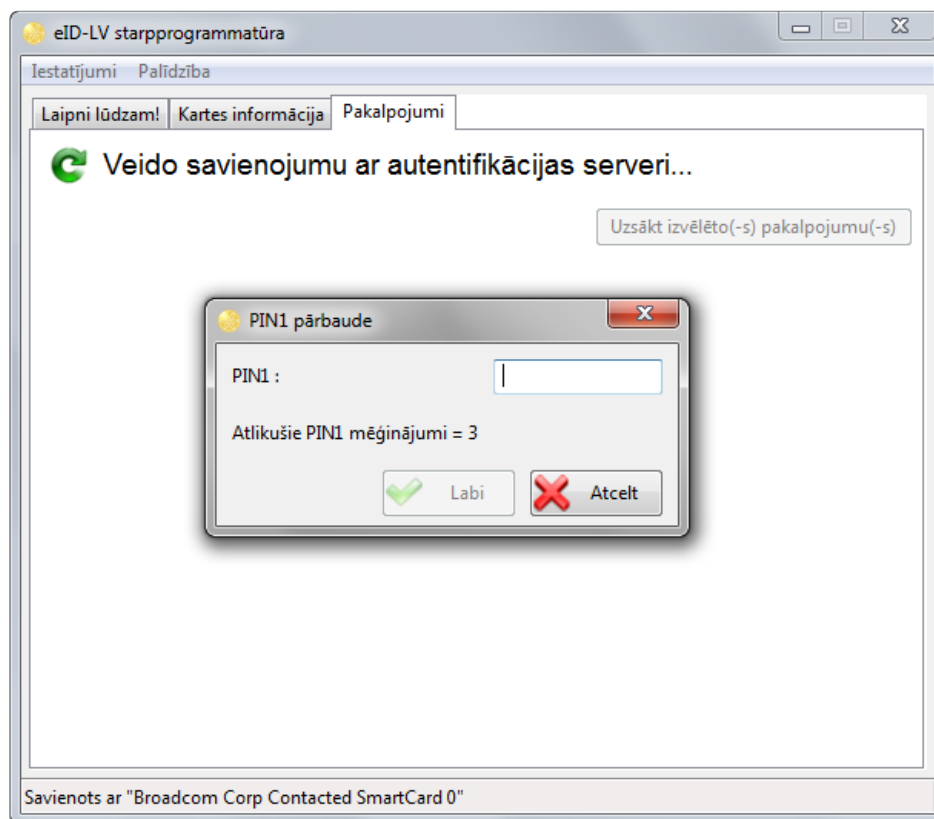 eID-LV starpprogrammatūra
Iestatījumi Palīdzība
Laipni lūdzam! Kartes informācija Pakalpojumi
Veido savienojumu ar autentifikācijas serveri...
Uzsākt izvēlēto(-s) pakalpojumu(-s)
PIN1 pārbaude
PIN1 :
Atlikušie PIN1 mēģinājumi = 3
Labi Atcelt
Savienots ar "Broadcom Corp Contacted SmartCard 0"